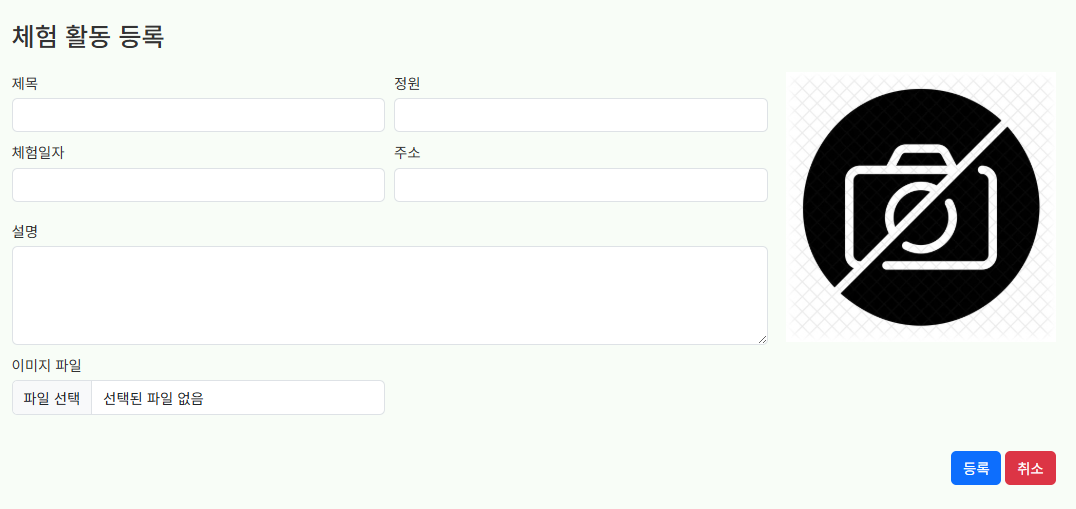 체험 활동 등록
제목
정원
체험일자
주소
설명
이미지 파일
파일 선택 선택된 파일 없음
등록 취소